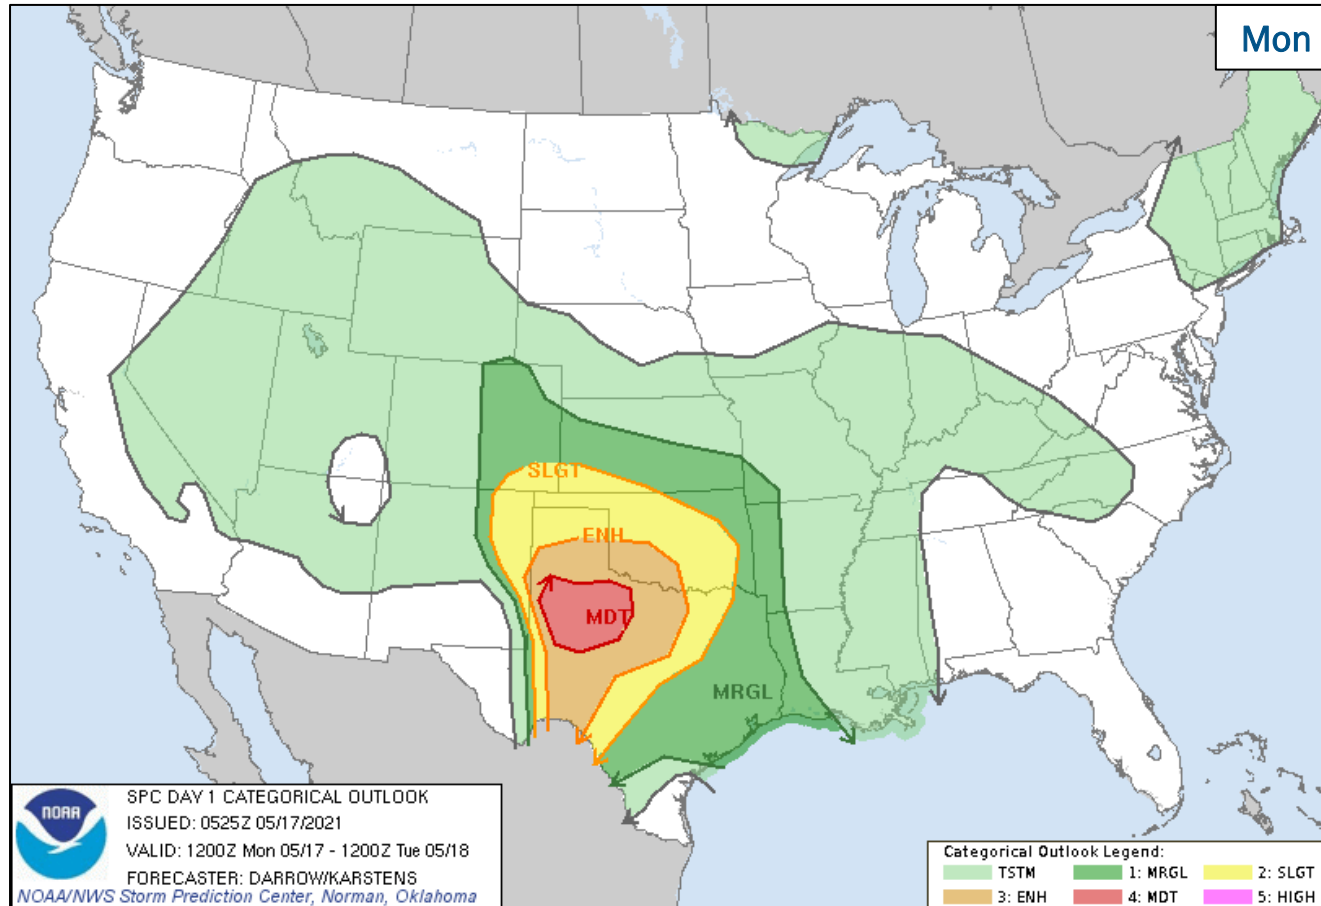 Mon
SLGT
ENH
MDT
MRGL
NOAA
SPC DAY 1 CATEGORICAL OUTLOOK
ISSUED: 0525Z 05/17/2021
VALID: 1200Z Mon 05/17 - 1200Z Tue 05/18
FORECASTER: DARROW/KARSTENS
NOAA/NWS Storm Prediction Center, Norman, Oklahoma
Categorical Outlook Legend:
TSTM 1: MRGL 2: SLGT
3: ENH 4: MDT 5: HIGH